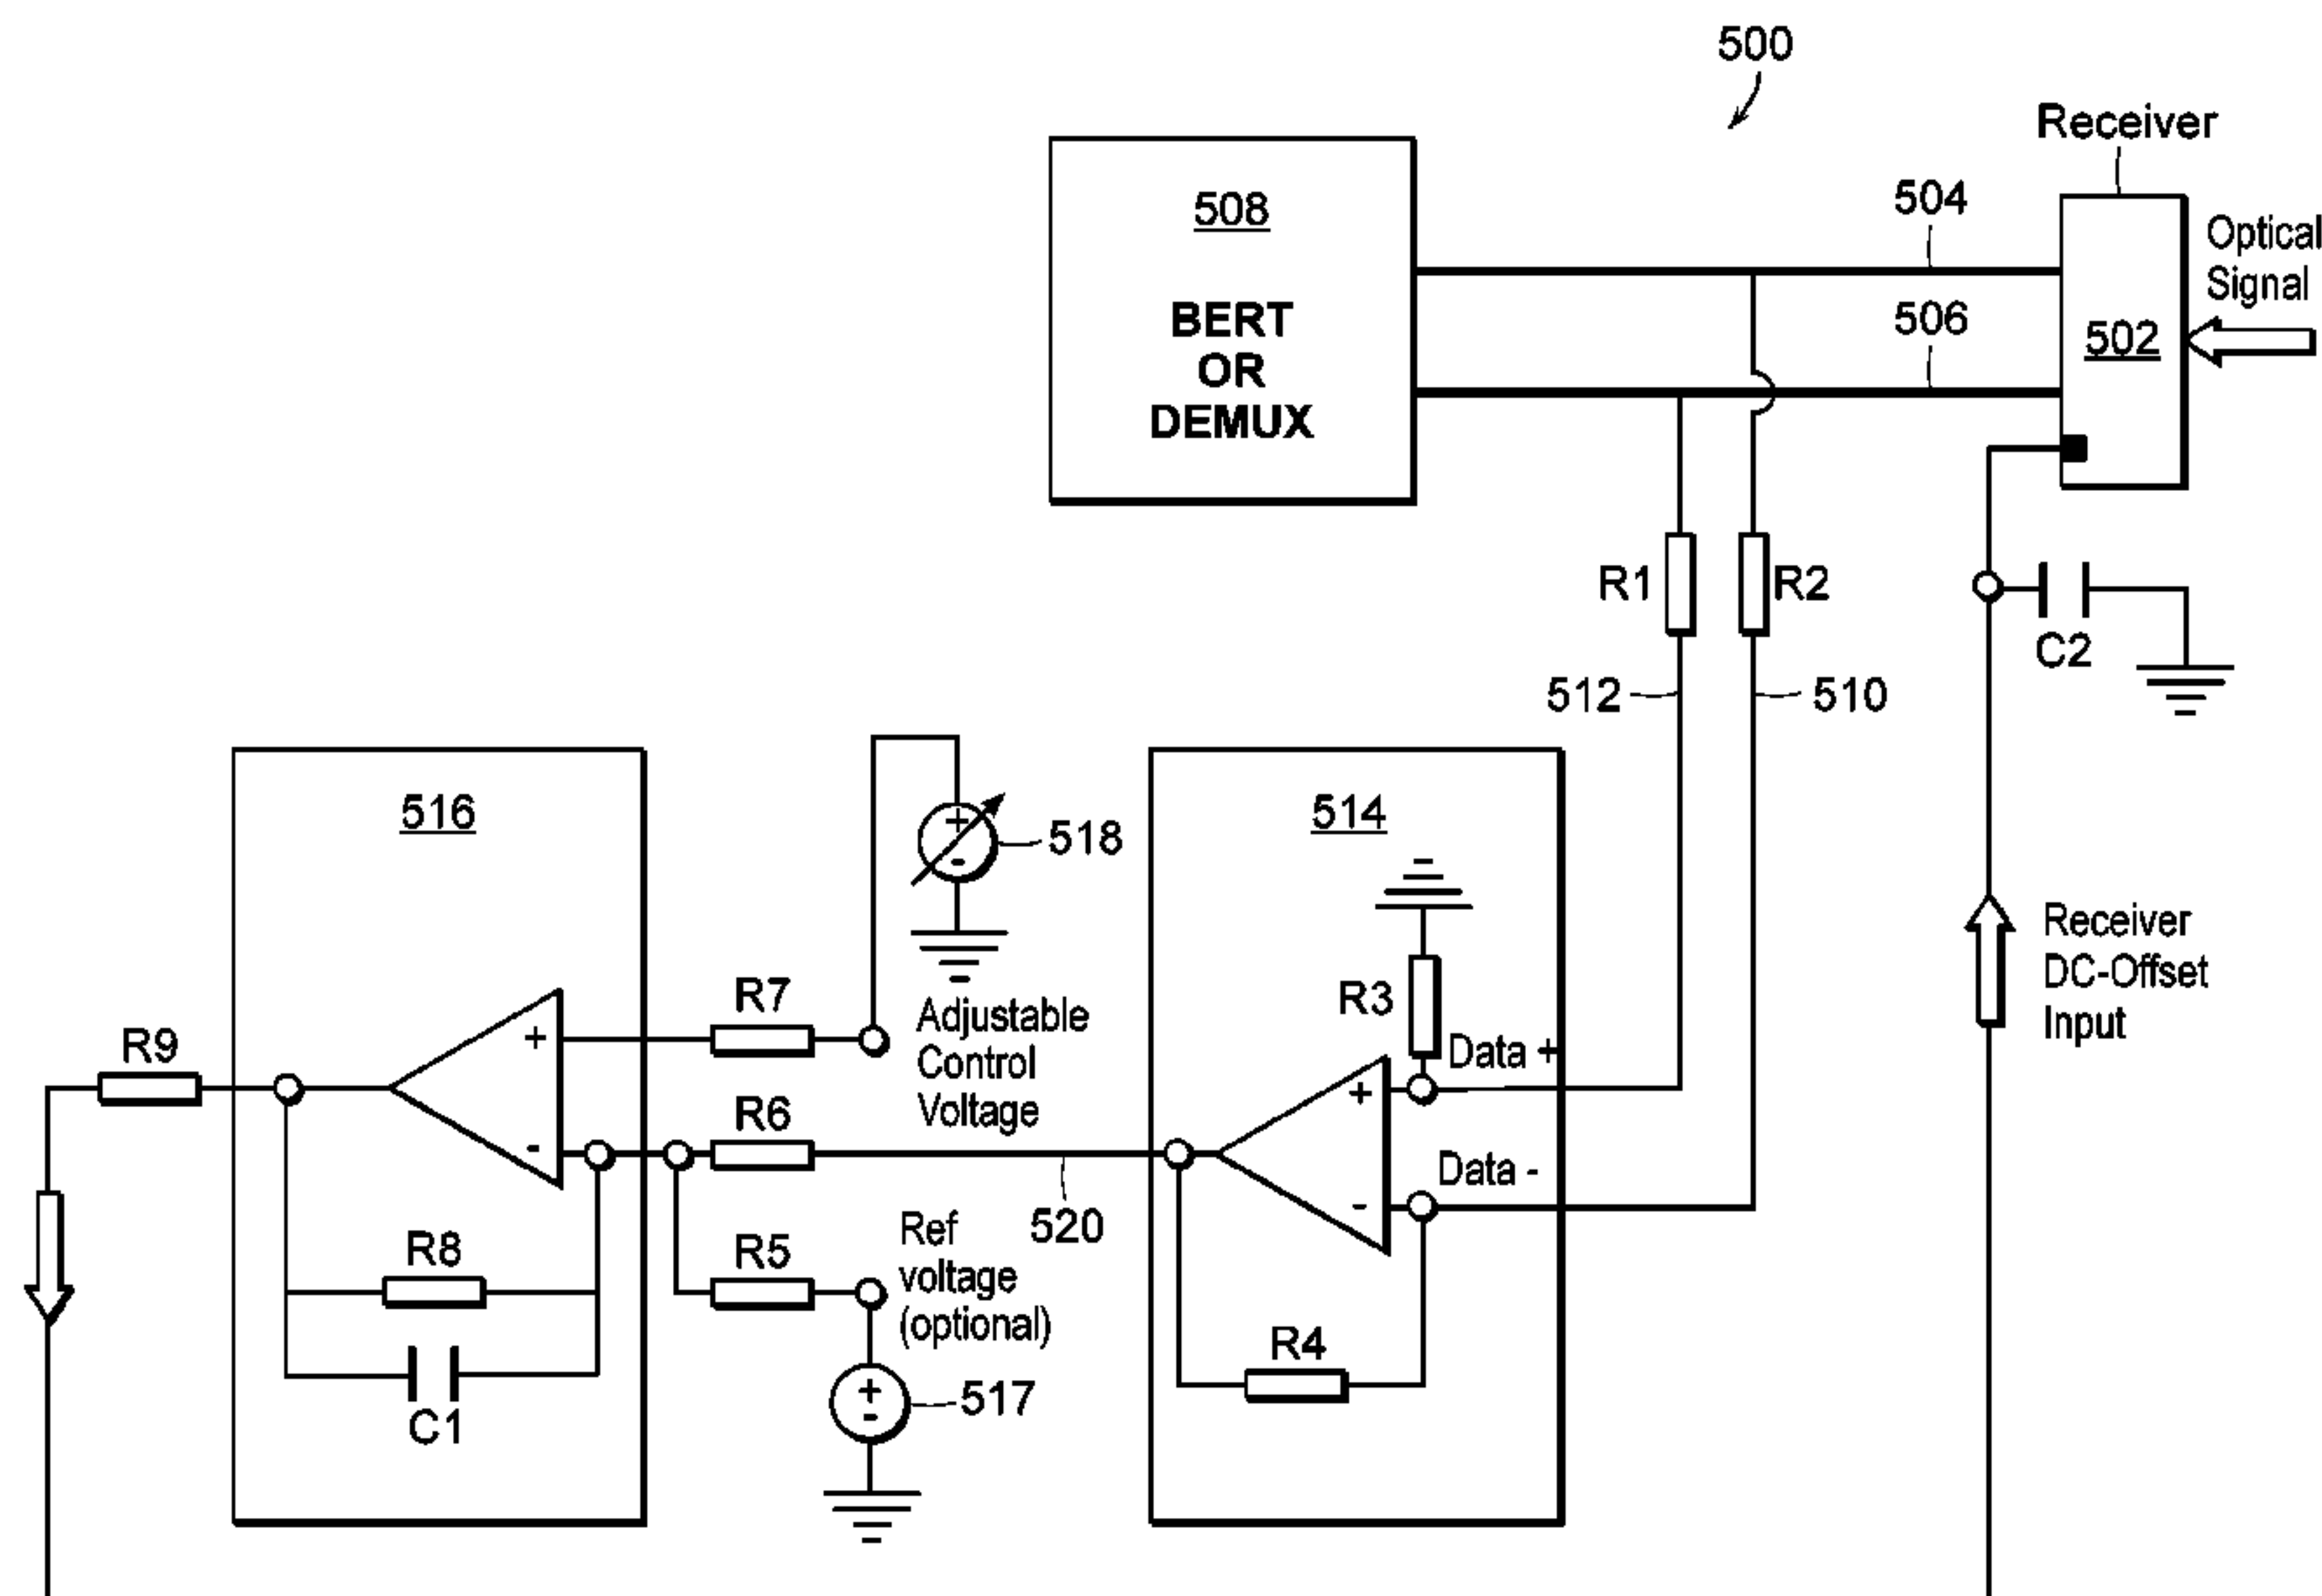 500
Receiver
508
BERT
OR
DEMUX
504
506
502
Optical
Signal
R1
R2
C2
512
510
516
518
514
R7
Adjustable
Control
Voltage
R3
Data +
Receiver
DC-Offset
Input
R9
+
-
+
-
R6
520
+
-
Data -
R8
R5
Ref
voltage
(optional)
R4
C1
+
-
517